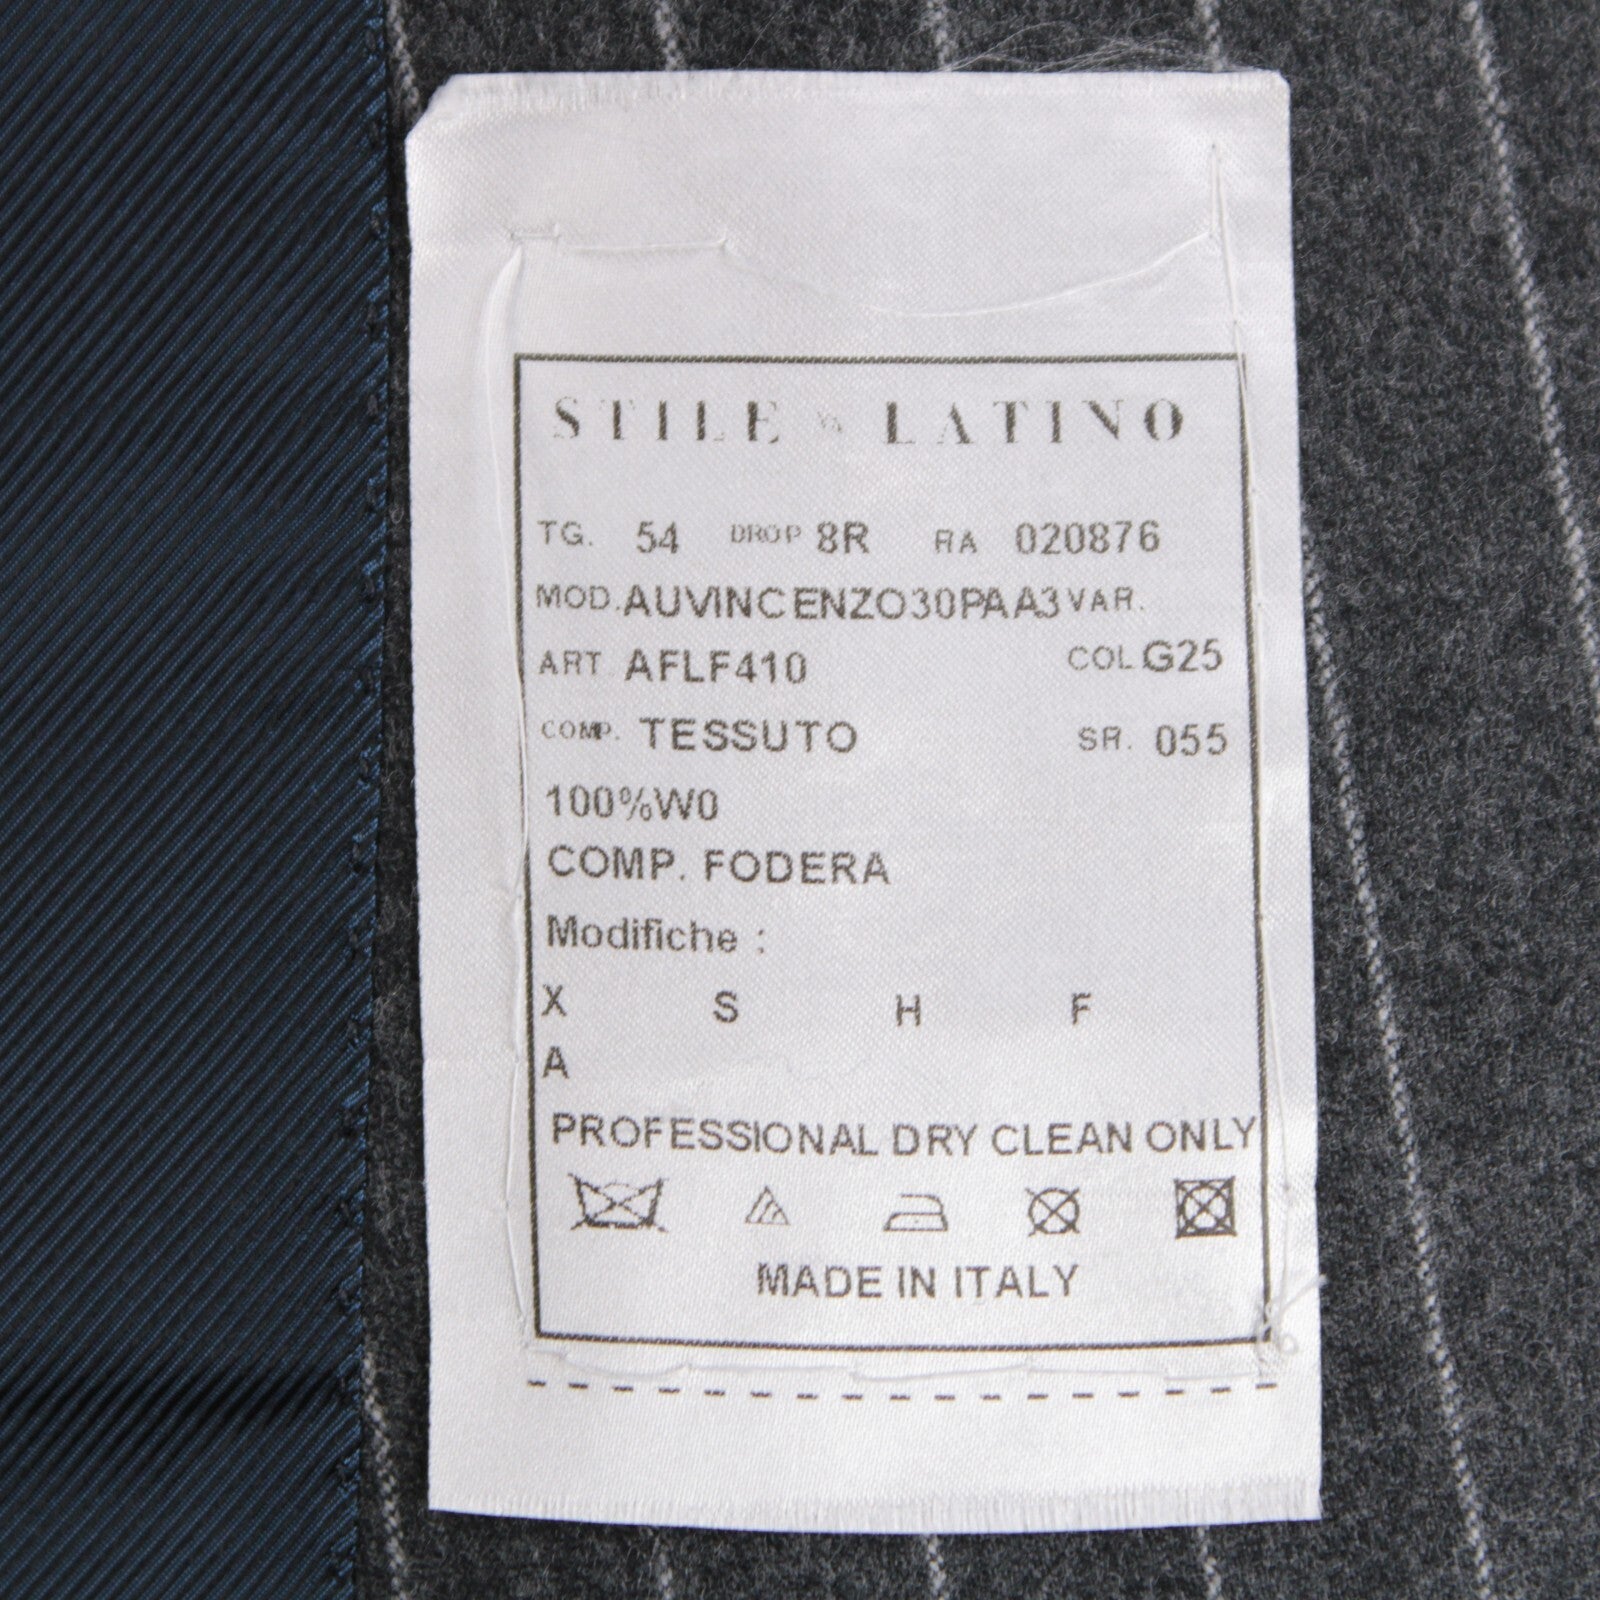 STILE LATINO
TG. 54 DROP 8R RA 020876
MOD. AUVINCENZO30PAA3 VAR.
ART AFLF410 COL G25
COMP. TESSUTO SR. 055
100%W0
COMP. FODERA
Modifiche :
X S H F
A
PROFESSIONAL DRY CLEAN ONLY
MADE IN ITALY